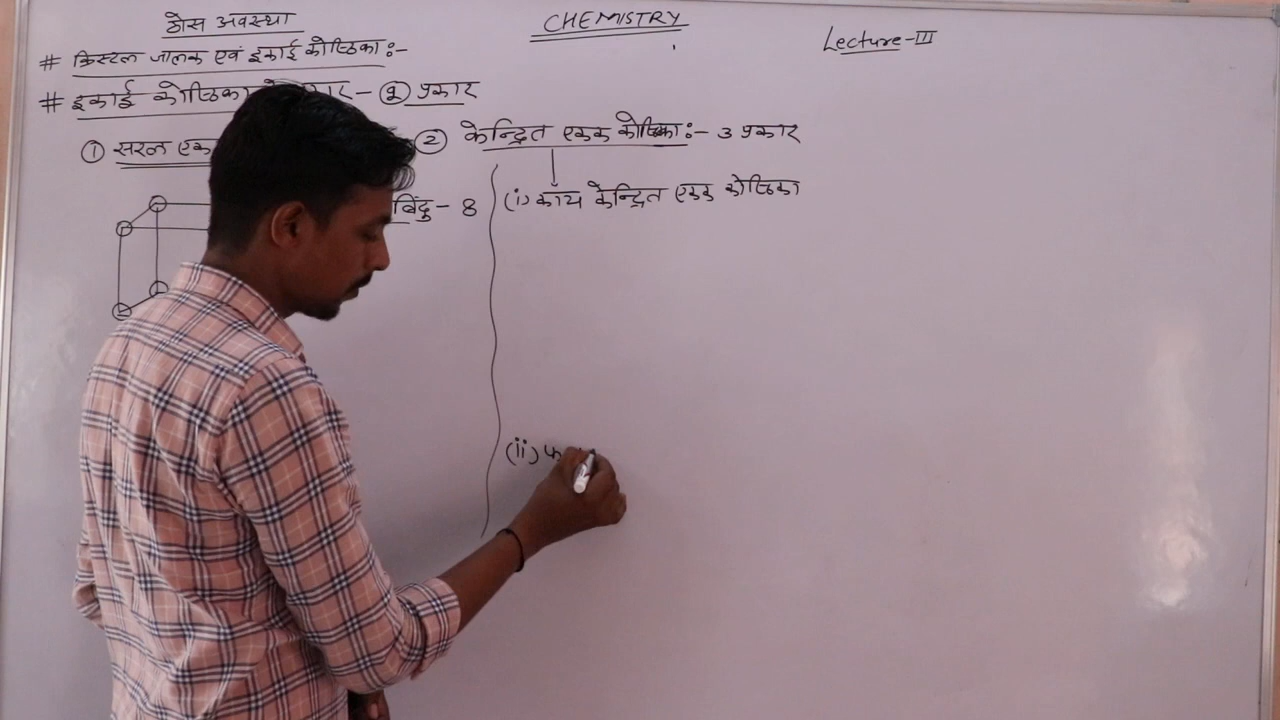 ठोस अवस्था
CHEMISTRY
Lecture-III
# क्रिस्टल जालक एवं इकाई कोष्ठिका:-
# इकाई कोष्ठिका - ② प्रकार
① सरल एक
② केन्द्रित एकक कोष्ठिका:- 3 प्रकार
बिंदु - 8
(i) काय केन्द्रित एकक कोष्ठिका
(ii) फ